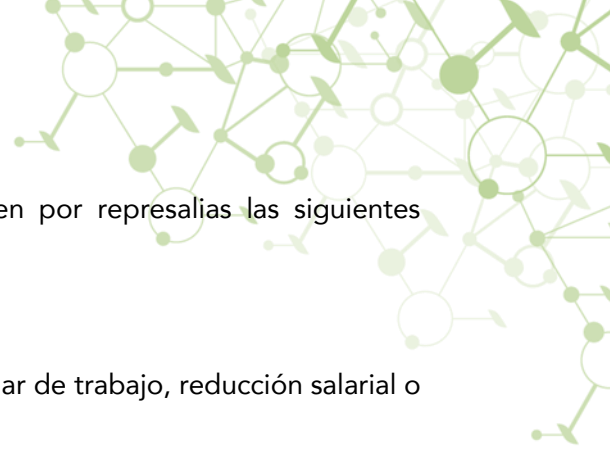 en por represalias las siguientes
ar de trabajo, reducción salarial o